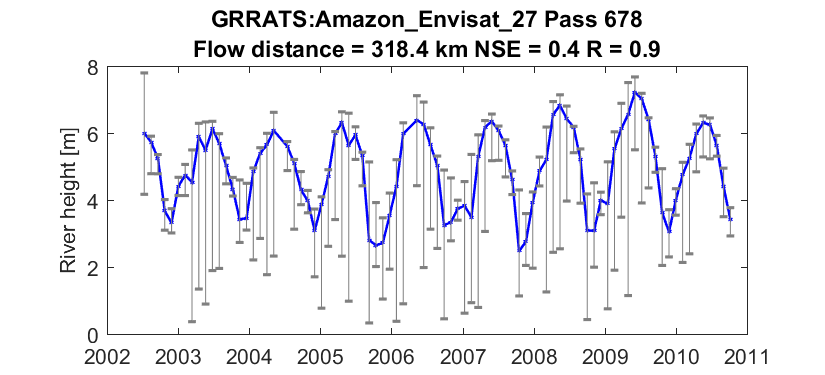 GRRATS:Amazon_Envisat_27 Pass 678
Flow distance = 318.4 km NSE = 0.4 R = 0.9
8
6
4
2
0
River height [m]
2002 2003 2004 2005 2006 2007 2008 2009 2010 2011